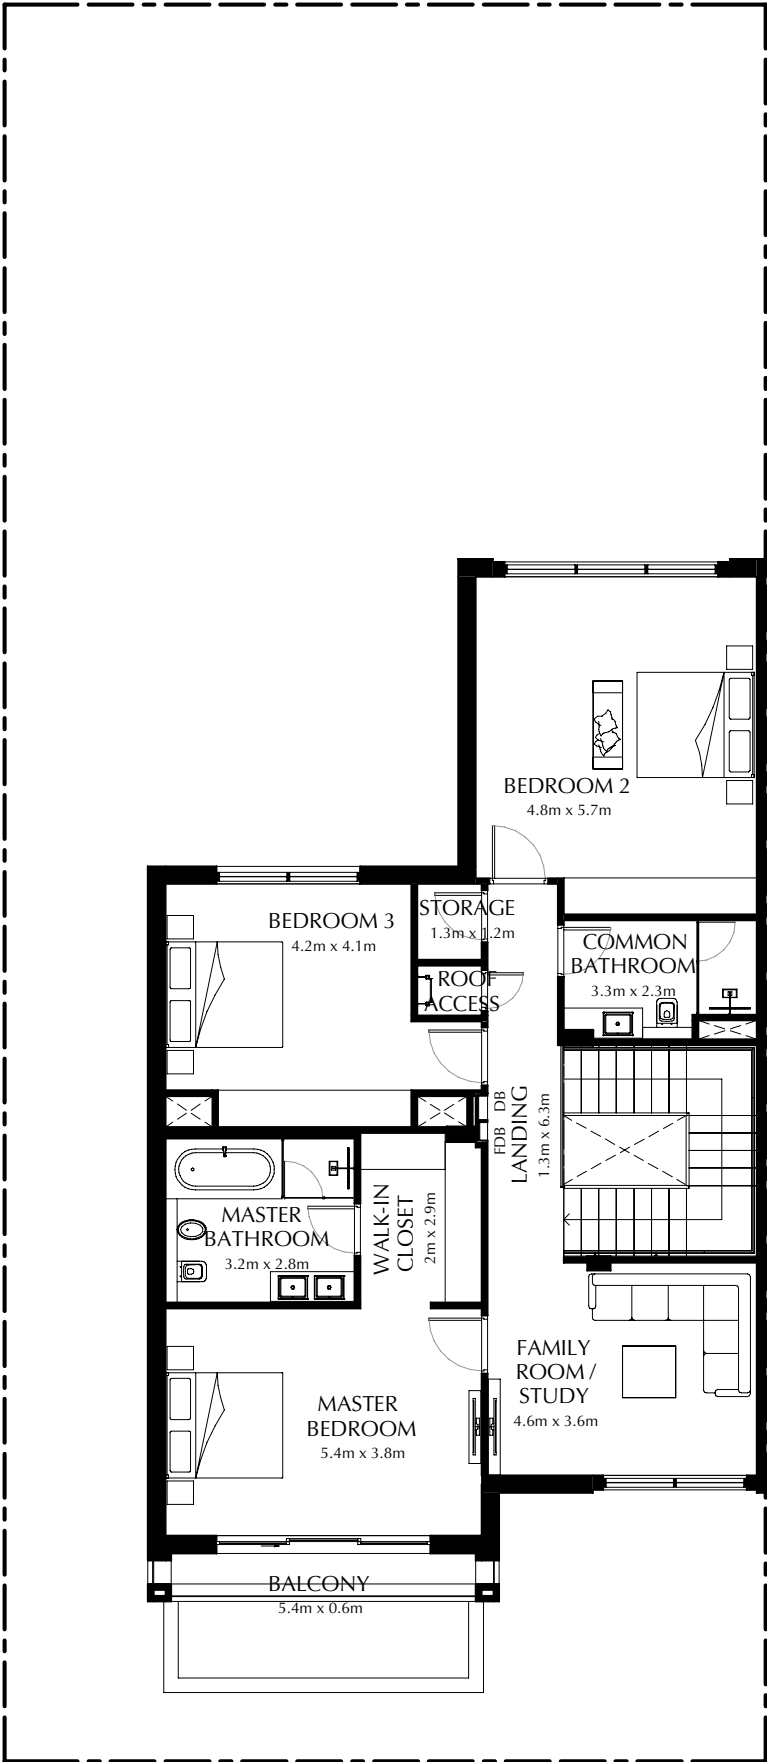 BEDROOM 2
4.8m x 5.7m
BEDROOM 3
4.2m x 4.1m
STORAGE
1.3m x 1.2m
ROOF
ACCESS
COMMON
BATHROOM
3.3m x 2.3m
FDB DB
LANDING
1.3m x 6.3m
MASTER
BATHROOM
3.2m x 2.8m
WALK-IN
CLOSET
2m x 2.9m
FAMILY
ROOM /
STUDY
4.6m x 3.6m
MASTER
BEDROOM
5.4m x 3.8m
BALCONY
5.4m x 0.6m